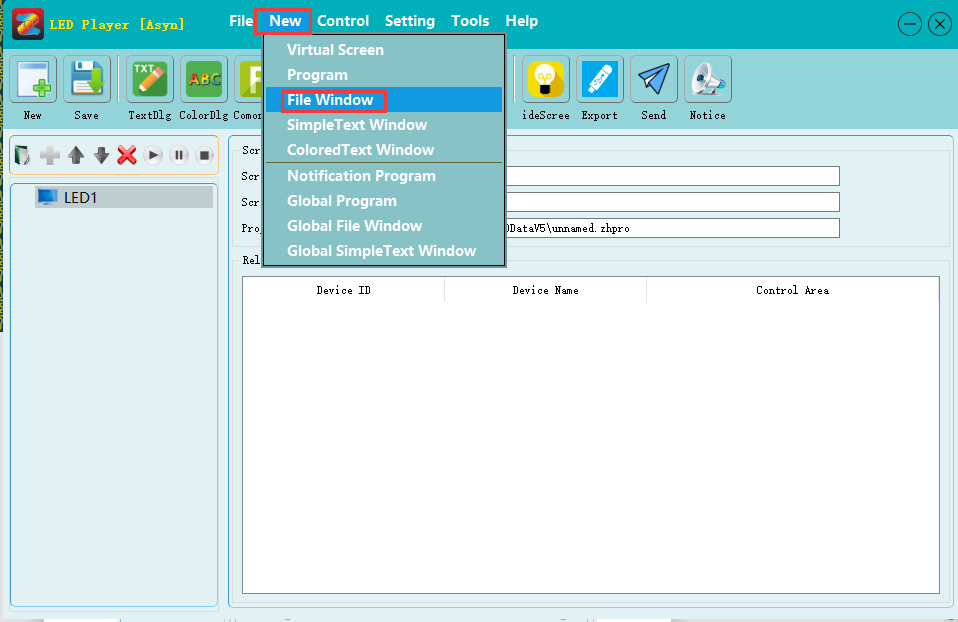 LED Player [Asyn]
File New Control Setting Tools Help
Virtual Screen
Program
File Window
SimpleText Window
ColoredText Window
Notification Program
Global Program
Global File Window
Global SimpleText Window
TXT
ABC
F
New Save TextDlg ColorDlg Comor ideScree Export Send Notice
LED1
Scr
Scr
Scr
Proj
DataV5\unnamed.zhpro
Rel
Device ID Device Name Control Area